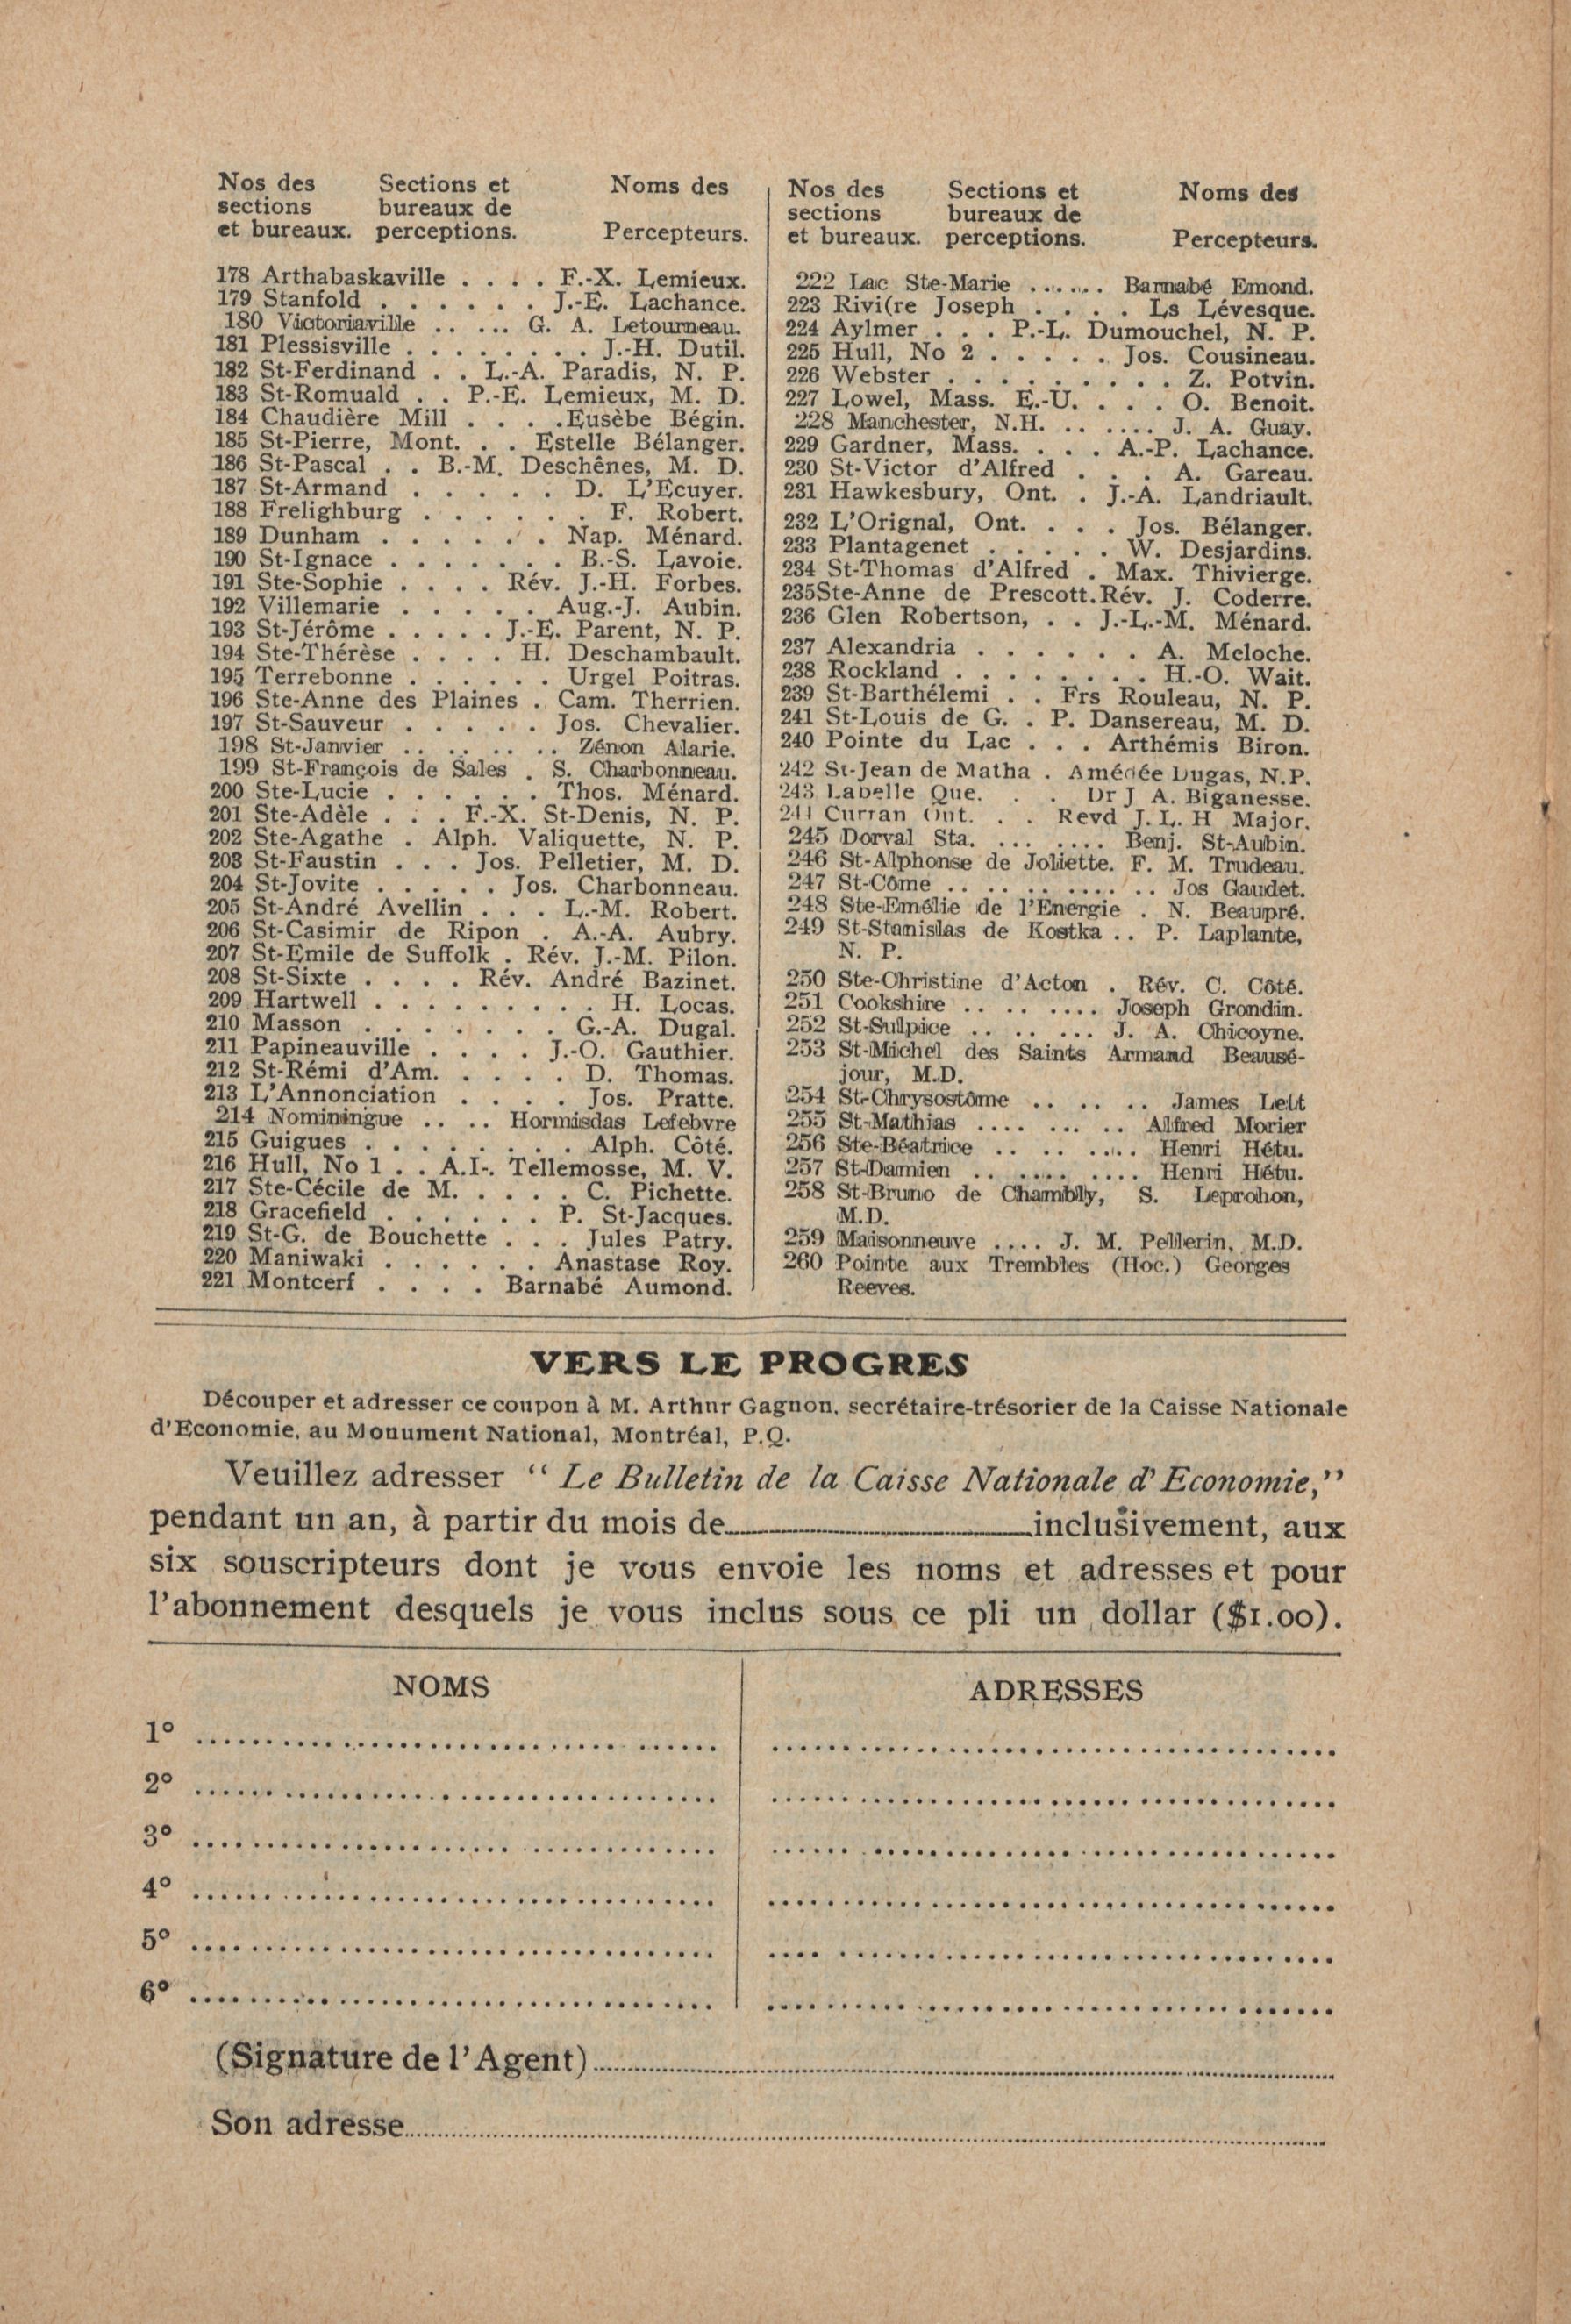 Nos des Sections et Noms des
sections bureaux de
et bureaux. perceptions. Percepteurs.
178 Arthabaskaville . . . . F.-X. Lemieux.
179 Stanfold . . . . . . J.-E. Lachance.
180 Victoriaville . . . . . G. A. Letourneau.
181 Plessisville . . . . . . . . J.-H. Dutil.
182 St-Ferdinand . . L.-A. Paradis, N. P.
183 St-Romuald . . P.-E. Lemieux, M. D.
184 Chaudière Mill . . . .Eusèbe Bégin.
185 St-Pierre, Mont. . . Estelle Bélanger.
186 St-Pascal . . B.-M. Deschênes, M. D.
187 St-Armand . . . . . D. L'Ecuyer.
188 Frelighburg . . . . . . F. Robert.
189 Dunham . . . . . . Nap. Ménard.
190 St-Ignace . . . . . . . B.-S. Lavoie.
191 Ste-Sophie . . . . Rév. J.-H. Forbes.
192 Villemarie . . . . . Aug.-J. Aubin.
193 St-Jérôme . . . . . J.-E. Parent, N. P.
194 Ste-Thérèse . . . . H. Deschambault.
195 Terrebonne . . . . . . Urgel Poitras.
196 Ste-Anne des Plaines . Cam. Therrien.
197 St-Sauveur . . . . . Jos. Chevalier.
198 St-Janvier .. .. .. .. Zénon Alarie.
199 St-François de Sales . S. Charbonneau.
200 Ste-Lucie . . . . . . Thos. Ménard.
201 Ste-Adèle . . . F.-X. St-Denis, N. P.
202 Ste-Agathe . Alph. Valiquette, N. P.
203 St-Faustin . . . Jos. Pelletier, M. D.
204 St-Jovite . . . . . Jos. Charbonneau.
205 St-André Avellin . . . L.-M. Robert.
206 St-Casimir de Ripon . A.-A. Aubry.
207 St-Emile de Suffolk . Rév. J.-M. Pilon.
208 St-Sixte . . . . Rév. André Bazinet.
209 Hartwell . . . . . . . . . H. Locas.
210 Masson . . . . . . . G.-A. Dugal.
211 Papineauville . . . . J.-O. Gauthier.
212 St-Rémi d'Am. . . . . . D. Thomas.
213 L'Annonciation . . . . Jos. Pratte.
214 Nominingue .. .. Hormisdas Lefebvre
215 Guigues . . . . . . . . Alph. Côté.
216 Hull, No 1 . . A.I-. Tellemosse, M. V.
217 Ste-Cécile de M. . . . . C. Pichette.
218 Gracefield . . . . . . P. St-Jacques.
219 St-G. de Bouchette . . . Jules Patry.
220 Maniwaki . . . . . . Anastase Roy.
221 Montcerf . . . . Barnabé Aumond.
Nos des Sections et Noms des
sections bureaux de
et bureaux. perceptions. Percepteurs.
222 Lac Ste-Marie ...... Barnabé Emond.
223 Rivi(re Joseph . . . . Ls Lévesque.
224 Aylmer . . . P.-L. Dumouchel, N. P.
225 Hull, No 2 . . . . . Jos. Cousineau.
226 Webster . . . . . . . . . Z. Potvin.
227 Lowel, Mass. E.-U. . . . O. Benoit.
228 Manchester, N.H. .. .... J. A. Guay.
229 Gardner, Mass. . . . A.-P. Lachance.
230 St-Victor d'Alfred . . . A. Gareau.
231 Hawkesbury, Ont. . J.-A. Landriault.
232 L'Orignal, Ont. . . . Jos. Bélanger.
233 Plantagenet . . . . . W. Desjardins.
234 St-Thomas d'Alfred . Max. Thivierge.
235Ste-Anne de Prescott.Rév. J. Coderre.
236 Glen Robertson, . . J.-L.-M. Ménard.
237 Alexandria . . . . . . A. Meloche.
238 Rockland . . . . . . . . H.-O. Wait.
239 St-Barthélemi . . Frs Rouleau, N. P.
241 St-Louis de G. . P. Dansereau, M. D.
240 Pointe du Lac . . . Arthémis Biron.
242 St-Jean de Matha . Amédée Dugas, N.P.
243 Labelle Que. . . Dr J A. Biganesse.
244 Curran Ont. . . Revd J. L. H Major.
245 Dorval Sta. ... .... Benj. St-Aubin.
246 St-Alphonse de Joliette. F. M. Trudeau.
247 St-Côme .. .. .. .... .. Jos Gaudet.
248 Ste-Emélie de l'Energie . N. Beaupré.
249 St-Stanislas de Kostka .. P. Laplante,
N. P.
250 Ste-Christine d'Acton . Rév. C. Côté.
251 Cookshire .. .. .... Joseph Grondin.
252 St-Sulpice .. .. ... J. A. Chicoyne.
253 St-Michel des Saints Armand Beausé-
jour, M.D.
254 St-Chrysostôme .. .. .. James Lett
255 St-Mathias .... ... .. Alfred Morier
256 Ste-Béatrice .. .. .... Henri Hétu.
257 St-Damien .. .... .... Henri Hétu.
258 St-Bruno de Chambly, S. Leprohon,
M.D.
259 Maisonneuve .... J. M. Pellerin, M.D.
260 Pointe aux Trembles (Hoc.) Georges
Reeves.
VERS LE PROGRES
Découper et adresser ce coupon à M. Arthur Gagnon, secrétaire-trésorier de la Caisse Nationale
d'Economie, au Monument National, Montréal, P.Q.
Veuillez adresser " Le Bulletin de la Caisse Nationale d'Economie,"
pendant un an, à partir du mois de inclusivement, aux
six souscripteurs dont je vous envoie les noms et adresses et pour
l'abonnement desquels je vous inclus sous ce pli un dollar ($1.00).
NOMS ADRESSES
1°
2°
3°
4°
5°
6°
(Signature de l'Agent)
Son adresse